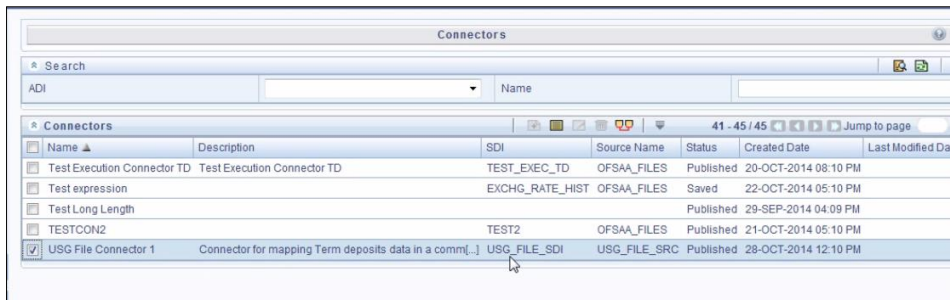 Connectors
Search
ADI Name
Connectors 41 - 45 / 45 Jump to page
Name Description SDI Source Name Status Created Date Last Modified Da
Test Execution Connector TD Test Execution Connector TD TEST_EXEC_TD OFSAA_FILES Published 20-OCT-2014 08:10 PM
Test expression EXCHG_RATE_HIST OFSAA_FILES Saved 22-OCT-2014 05:10 PM
Test Long Length Published 29-SEP-2014 04:09 PM
TESTCON2 TEST2 OFSAA_FILES Published 21-OCT-2014 05:10 PM
USG File Connector 1 Connector for mapping Term deposits data in a comm[...] USG_FILE_SDI USG_FILE_SRC Published 28-OCT-2014 12:10 PM